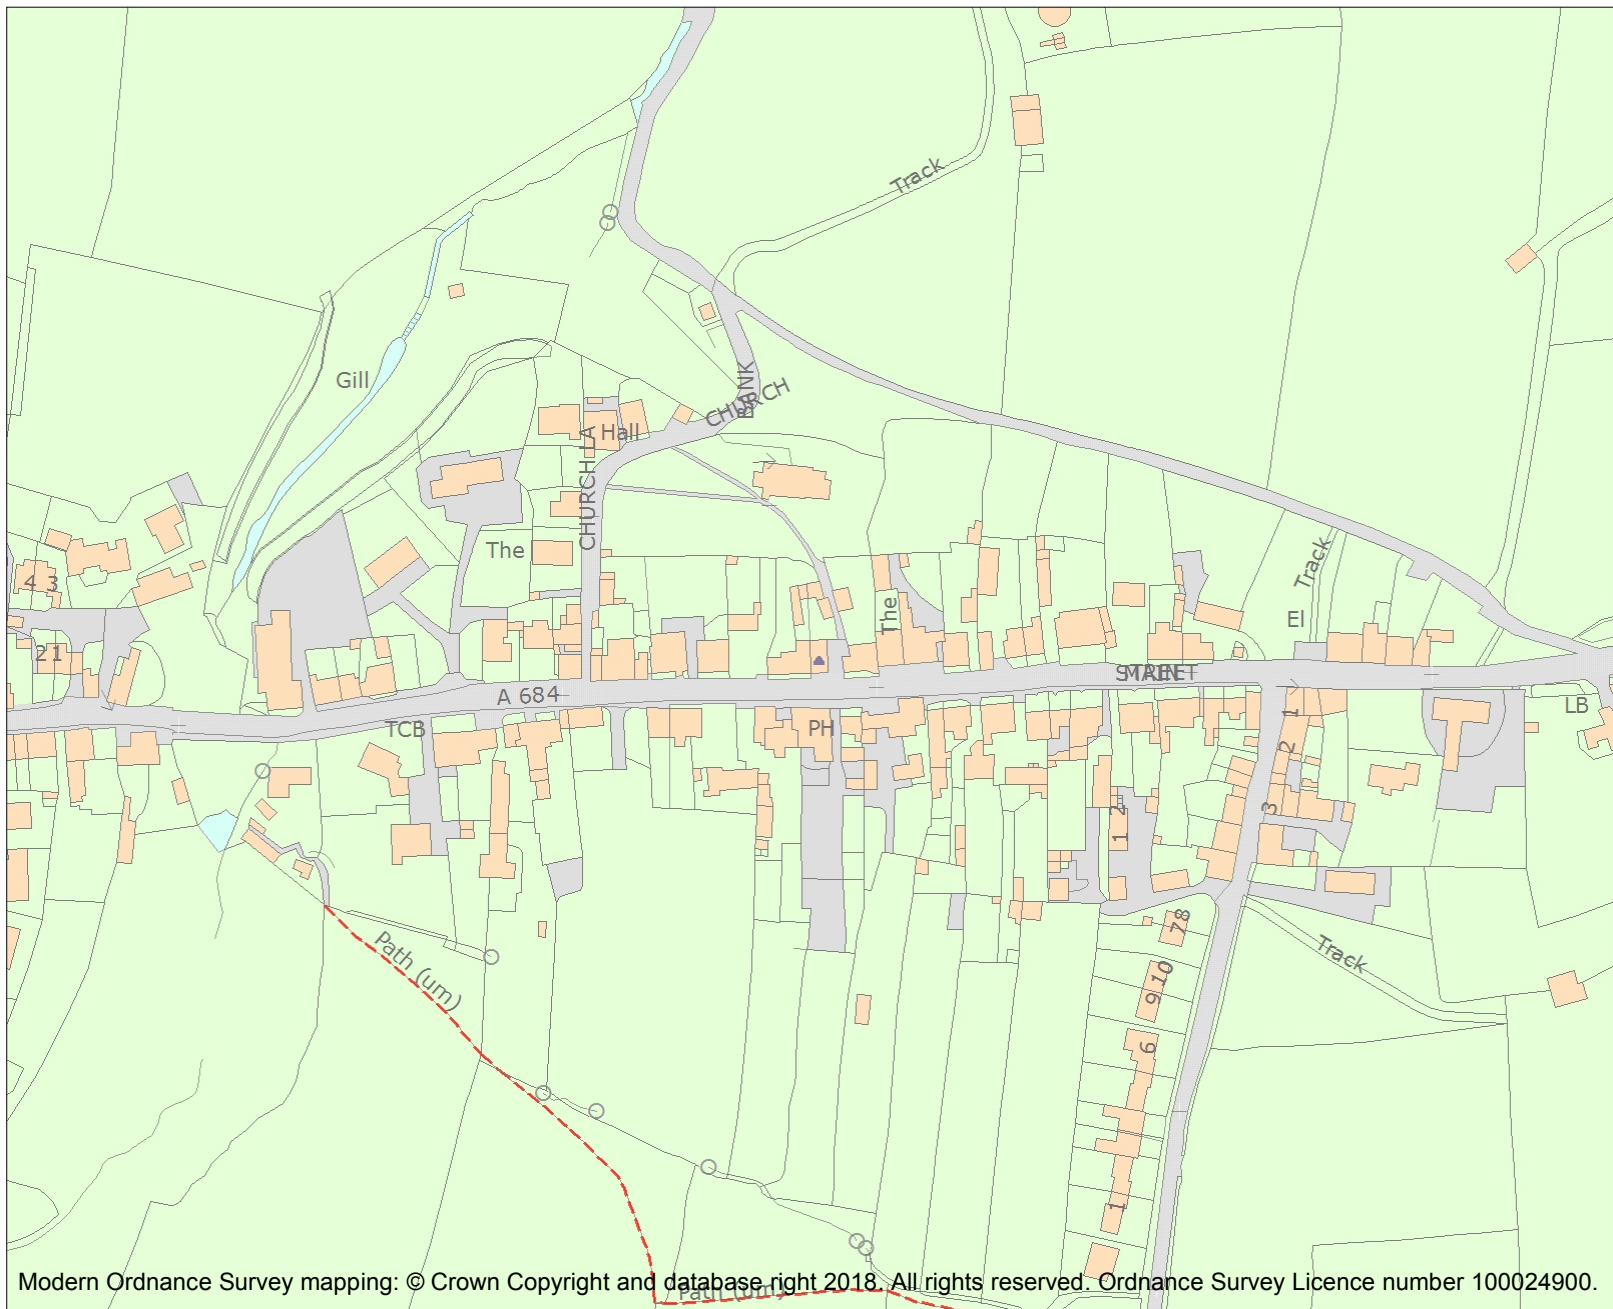 Track
Gill
BANK
CHURCH
Hall
CHURCH LA
The
4 3
Track
The
El
2 1
MAIN
STREET
A 684
TCB
PH
1
LB
2
3
1 2
7 8
Path (um)
Track
9 10
6
1
Path (um)
Modern Ordnance Survey mapping: © Crown Copyright and database right 2018. All rights reserved. Ordnance Survey Licence number 100024900.